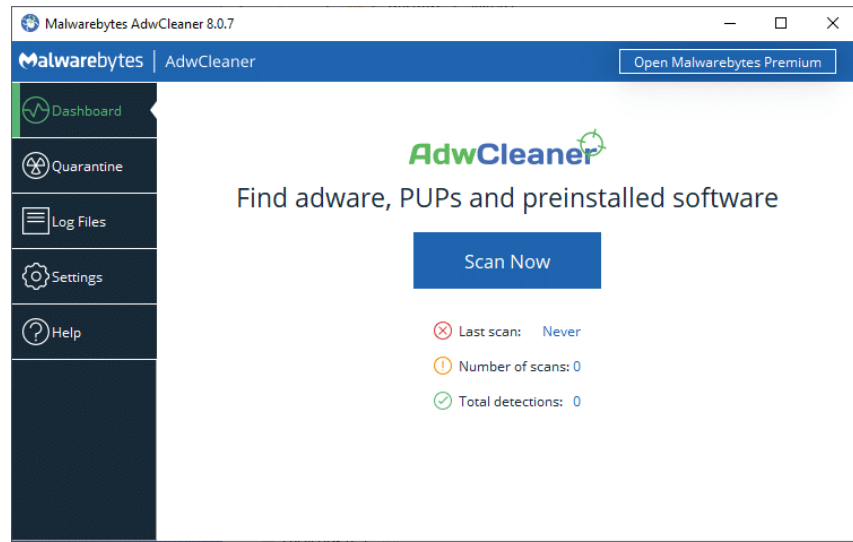 Malwarebytes AdwCleaner 8.0.7
Malwarebytes | AdwCleaner
Open Malwarebytes Premium
Dashboard
Quarantine
Log Files
Settings
Help
AdwCleaner
Find adware, PUPs and preinstalled software
Scan Now
Last scan: Never
Number of scans: 0
Total detections: 0